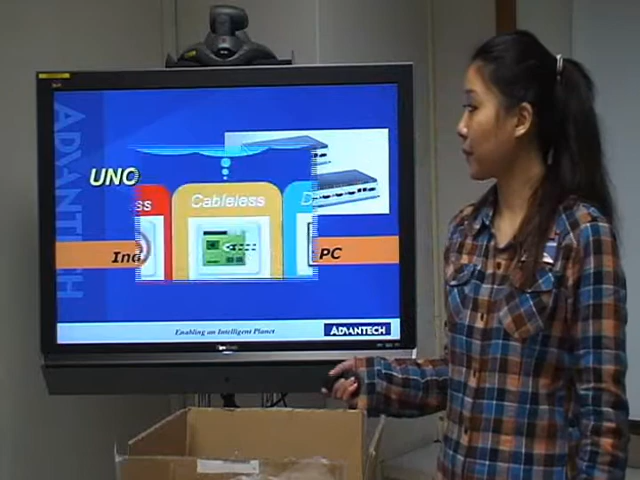 ADVANTECH
UNO
ss
Cableless
D
Ind
PC
Enabling an Intelligent Planet
ADVANTECH